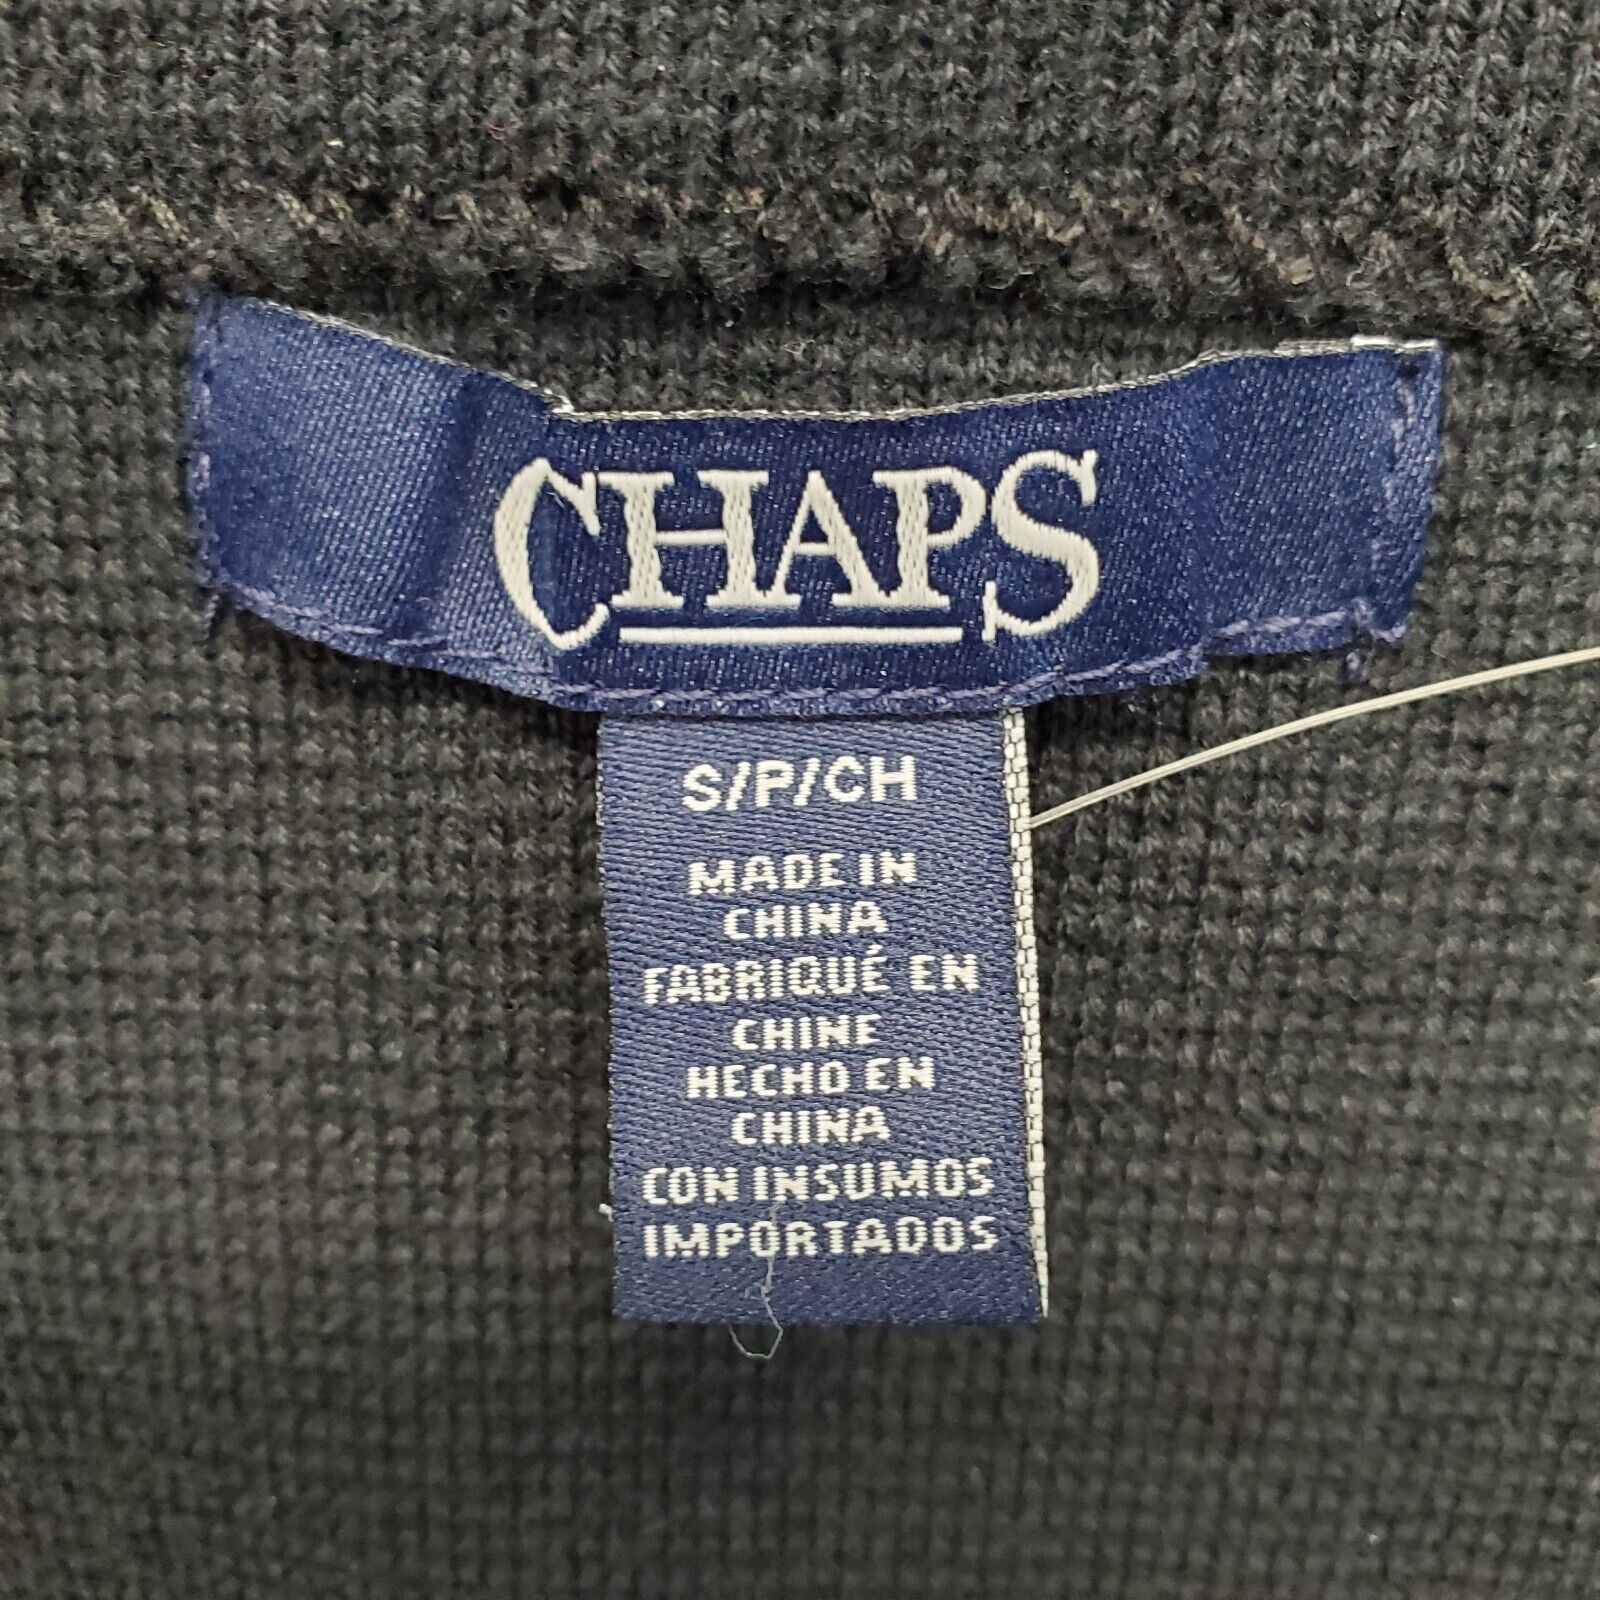 CHAPS
S/P/CH
MADE IN
CHINA
FABRIQUÉ EN
CHINE
HECHO EN
CHINA
CON INSUMOS
IMPORTADOS